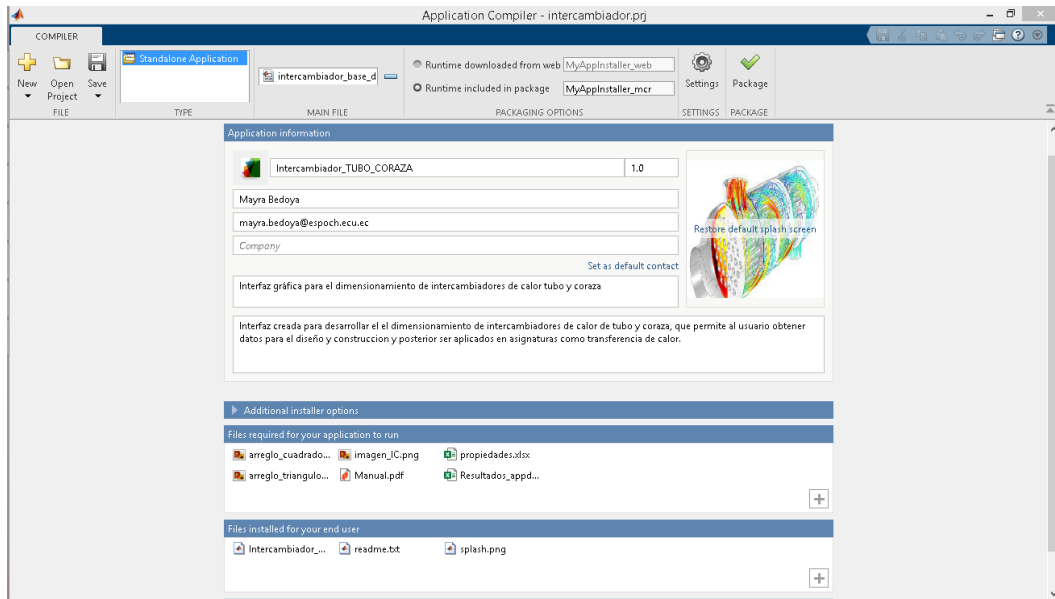 Application Compiler - intercambiador.prj
COMPILER
New
Open Project
Save
FILE
Standalone Application
TYPE
intercambiador_base_d
MAIN FILE
Runtime downloaded from web MyAppInstaller_web
Runtime included in package MyAppInstaller_mcr
PACKAGING OPTIONS
Settings
SETTINGS
Package
PACKAGE
Application information
Intercambiador_TUBO_CORAZA 1.0
Mayra Bedoya
mayra.bedoya@espoch.ecu.ec
Company
Set as default contact
Restore default splash screen
Interfaz gráfica para el dimensionamiento de intercambiadores de calor tubo y coraza
Interfaz creada para desarrollar el el dimensionamiento de intercambiadores de calor de tubo y coraza, que permite al usuario obtener
datos para el diseño y construccion y posterior ser aplicados en asignaturas como transferencia de calor.
Additional installer options
Files required for your application to run
arreglo_cuadrado... imagen_IC.png propiedades.xlsx
arreglo_triangulo... Manual.pdf Resultados_appd...
Files installed for your end user
Intercambiador_... readme.txt splash.png